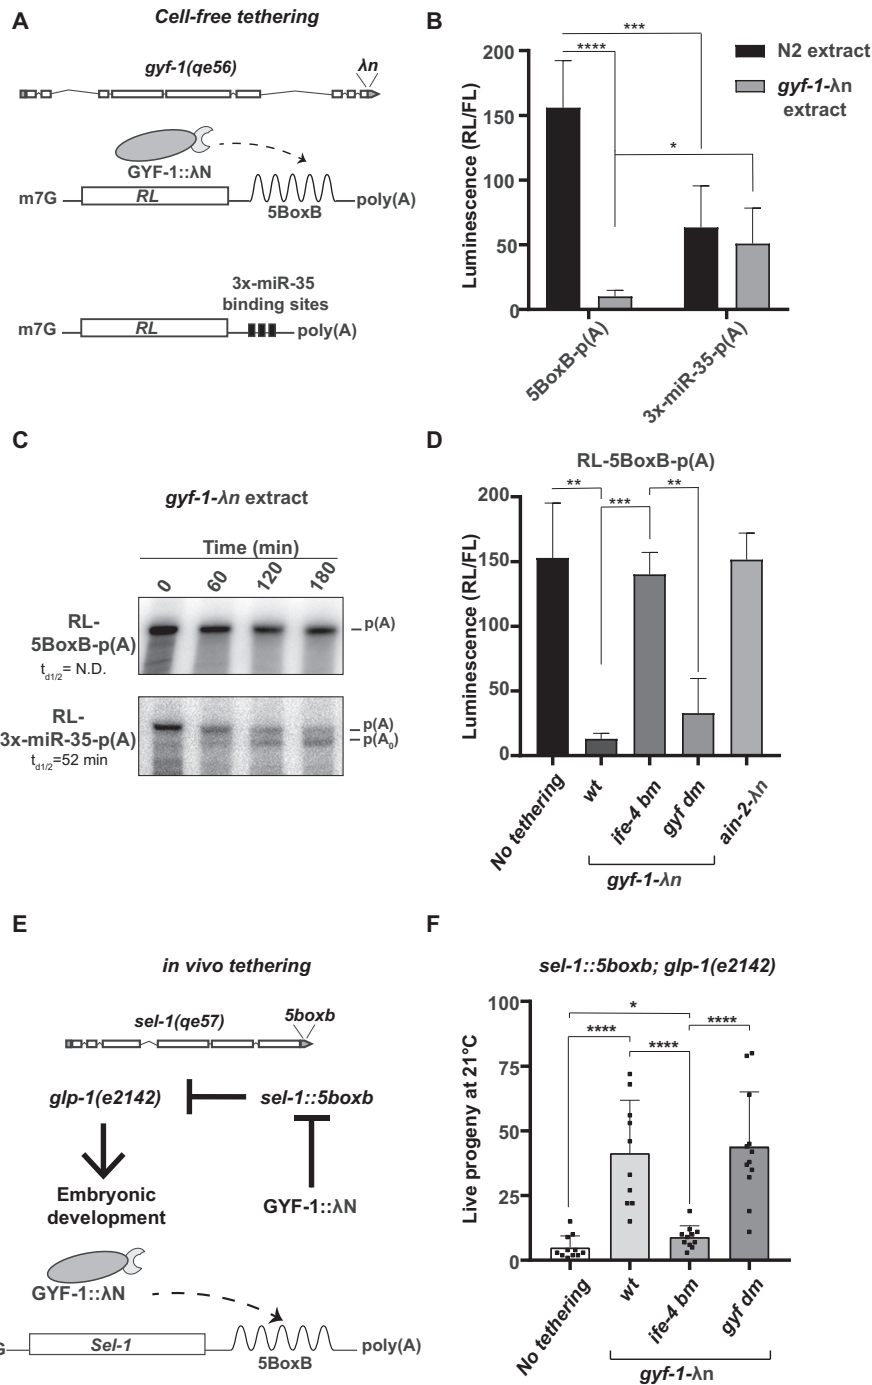 A
Cell-free tethering
gyf-1(qe56)
λn
GYF-1::λN
m7G
RL
5BoxB
poly(A)
3x-miR-35
binding sites
m7G
RL
poly(A)
B
Luminescence (RL/FL)
200
150
100
50
0
***
****
*
N2 extract
gyf-1-λn
extract
5BoxB-p(A)
3x-miR-35-p(A)
C
gyf-1-λn extract
Time (min)
0 60 120 180
RL-
5BoxB-p(A)
td1/2= N.D.
p(A)
RL-
3x-miR-35-p(A)
td1/2=52 min
p(A)
p(A0)
D
RL-5BoxB-p(A)
Luminescence (RL/FL)
200
150
100
50
0
** ***  **
No tethering
wt
ife-4 bm
gyf dm
ain-2-λn
gyf-1-λn
E
in vivo tethering
sel-1(qe57)
5boxb
glp-1(e2142)
sel-1::5boxb
Embryonic
development
GYF-1::λN
GYF-1::λN
G
Sel-1
5BoxB
poly(A)
F
sel-1::5boxb; glp-1(e2142)
Live progeny at 21°C
100
75
50
25
0
*
****
****
****
No tethering
wt
ife-4 bm
gyf dm
gyf-1-λn